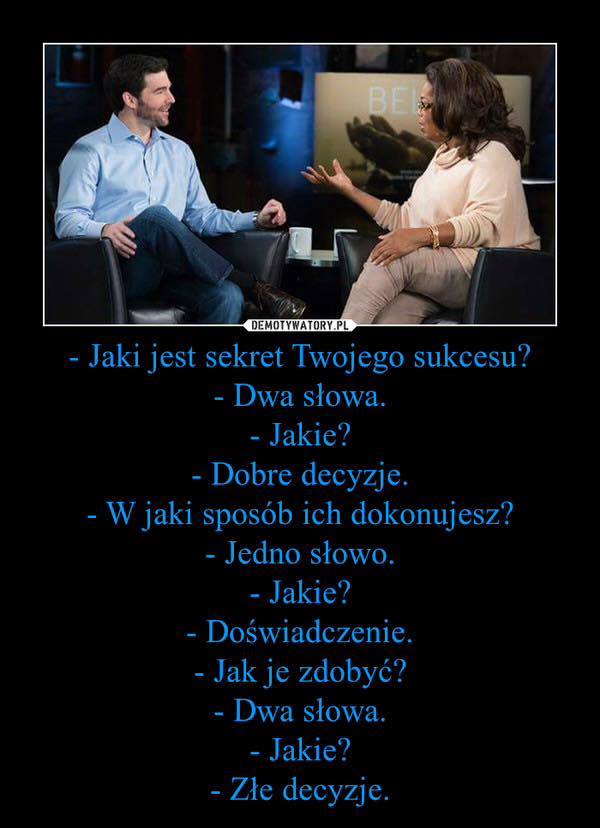 BE
DEMOTYWATORY.PL
- Jaki jest sekret Twojego sukcesu?
- Dwa słowa.
- Jakie?
- Dobre decyzje.
- W jaki sposób ich dokonujesz?
- Jedno słowo.
- Jakie?
- Doświadczenie.
- Jak je zdobyć?
- Dwa słowa.
- Jakie?
- Złe decyzje.